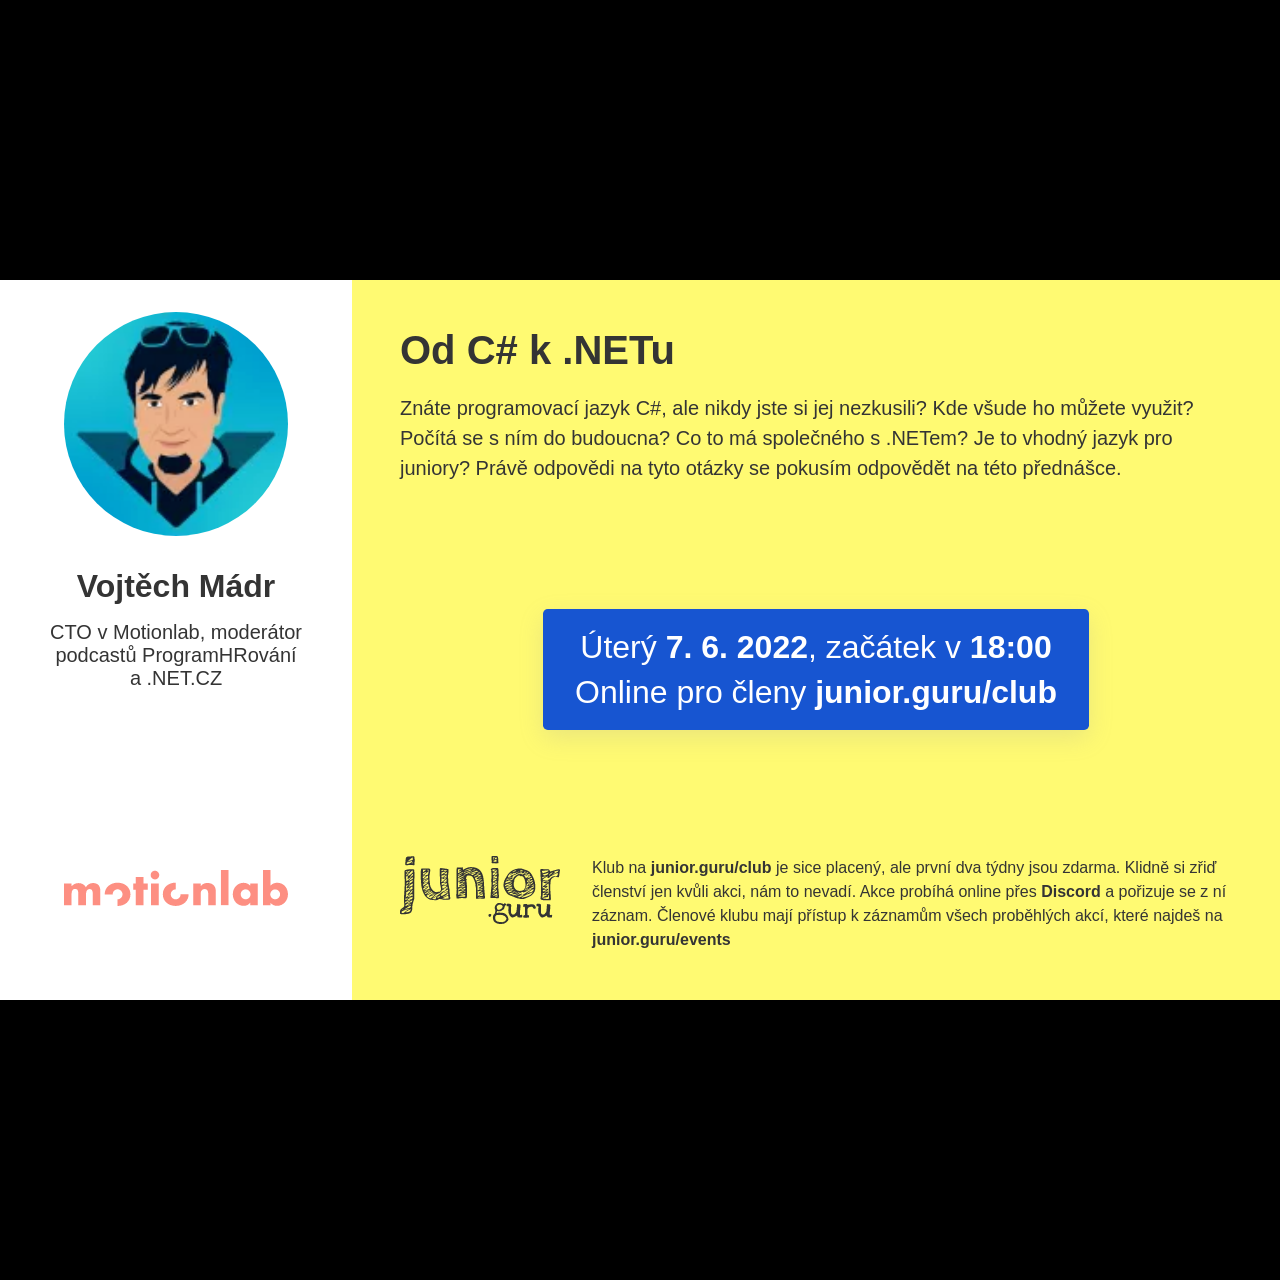 Vojtěch Mádr
CTO v Motionlab, moderátor
podcastů ProgramHRování
a .NET.CZ
motionlab
Od C# k .NETu
Znáte programovací jazyk C#, ale nikdy jste si jej nezkusili? Kde všude ho můžete využit?
Počítá se s ním do budoucna? Co to má společného s .NETem? Je to vhodný jazyk pro
juniory? Právě odpovědi na tyto otázky se pokusím odpovědět na této přednášce.
Úterý 7. 6. 2022, začátek v 18:00
Online pro členy junior.guru/club
junior
.guru
Klub na junior.guru/club je sice placený, ale první dva týdny jsou zdarma. Klidně si zřiď
členství jen kvůli akci, nám to nevadí. Akce probíhá online přes Discord a pořizuje se z ní
záznam. Členové klubu mají přístup k záznamům všech proběhlých akcí, které najdeš na
junior.guru/events